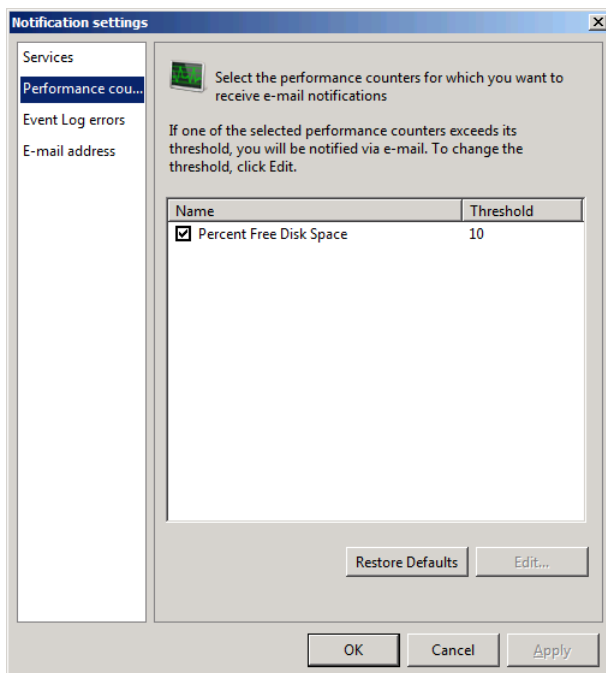 Notification settings
Services
Performance cou...
Event Log errors
E-mail address
Select the performance counters for which you want to
receive e-mail notifications
If one of the selected performance counters exceeds its
threshold, you will be notified via e-mail. To change the
threshold, click Edit.
Name Threshold
Percent Free Disk Space 10
Restore Defaults Edit...
OK Cancel Apply